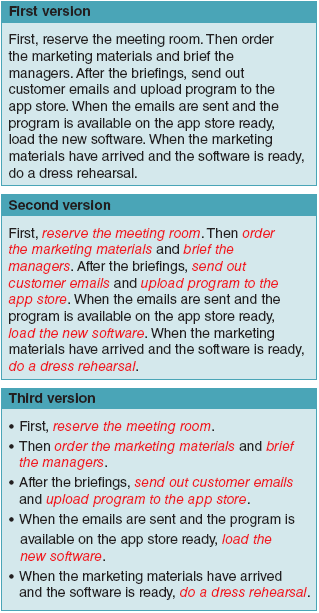 First version
First, reserve the meeting room. Then order
the marketing materials and brief the
managers. After the briefings, send out
customer emails and upload program to the
app store. When the emails are sent and the
program is available on the app store ready,
load the new software. When the marketing
materials have arrived and the software is ready,
do a dress rehearsal.
Second version
First, reserve the meeting room. Then order
the marketing materials and brief the
managers. After the briefings, send out
customer emails and upload program to the
app store. When the emails are sent and the
program is available on the app store ready,
load the new software. When the marketing
materials have arrived and the software is ready,
do a dress rehearsal.
Third version
• First, reserve the meeting room.
• Then order the marketing materials and brief
the managers.
• After the briefings, send out customer emails
and upload program to the app store.
• When the emails are sent and the program is
available on the app store ready, load the
new software.
• When the marketing materials have arrived
and the software is ready, do a dress rehearsal.